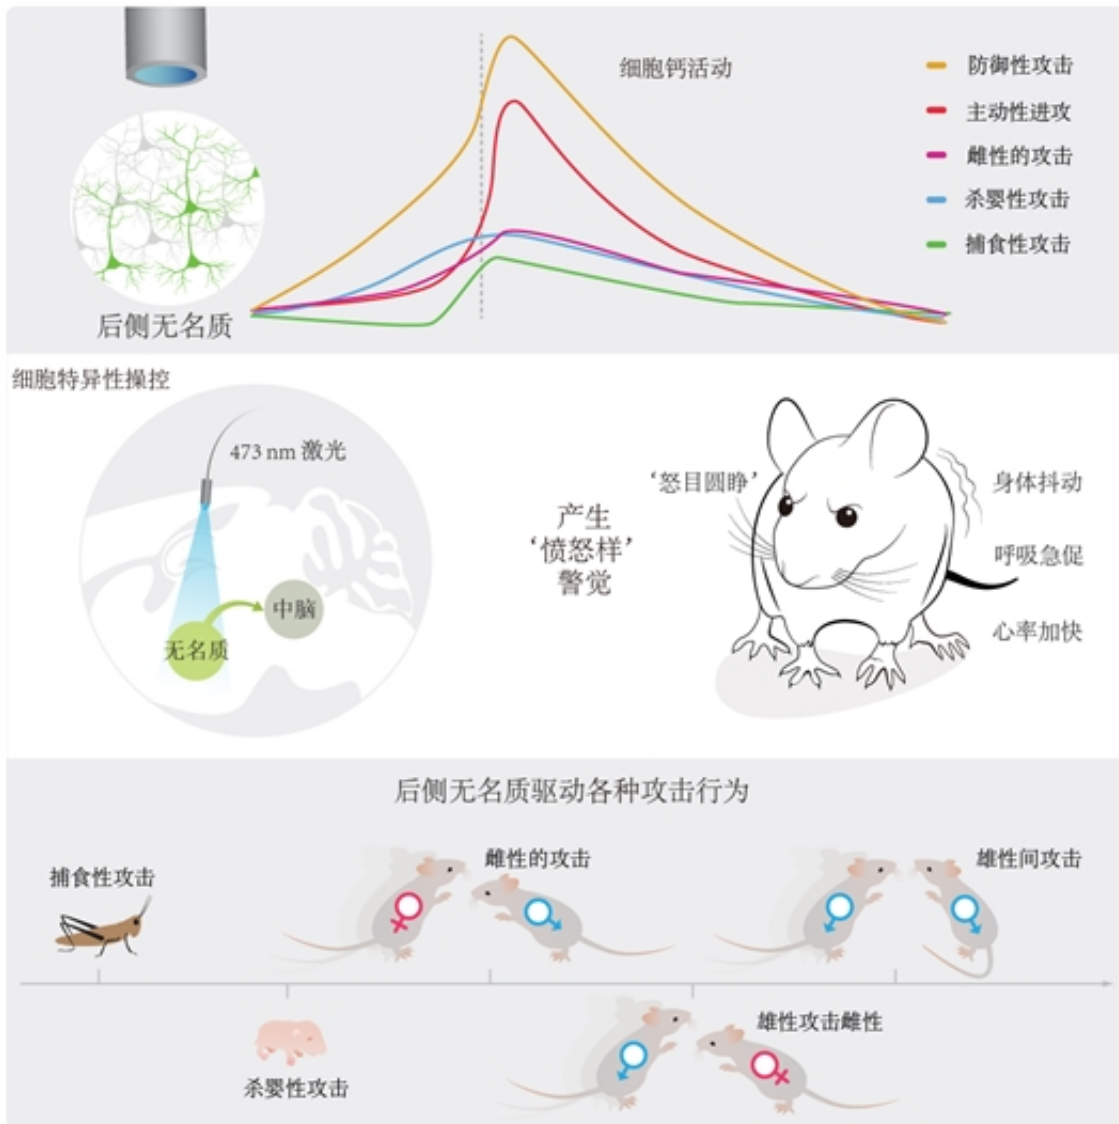 细胞钙活动
防御性攻击
主动性进攻
雌性的攻击
杀婴性攻击
捕食性攻击
后侧无名质
细胞特异性操控
473 nm 激光
无名质
中脑
产生
‘愤怒样’
警觉
‘怒目圆睁’
身体抖动
呼吸急促
心率加快
后侧无名质驱动各种攻击行为
捕食性攻击
雌性的攻击
雄性间攻击
杀婴性攻击
雄性攻击雌性